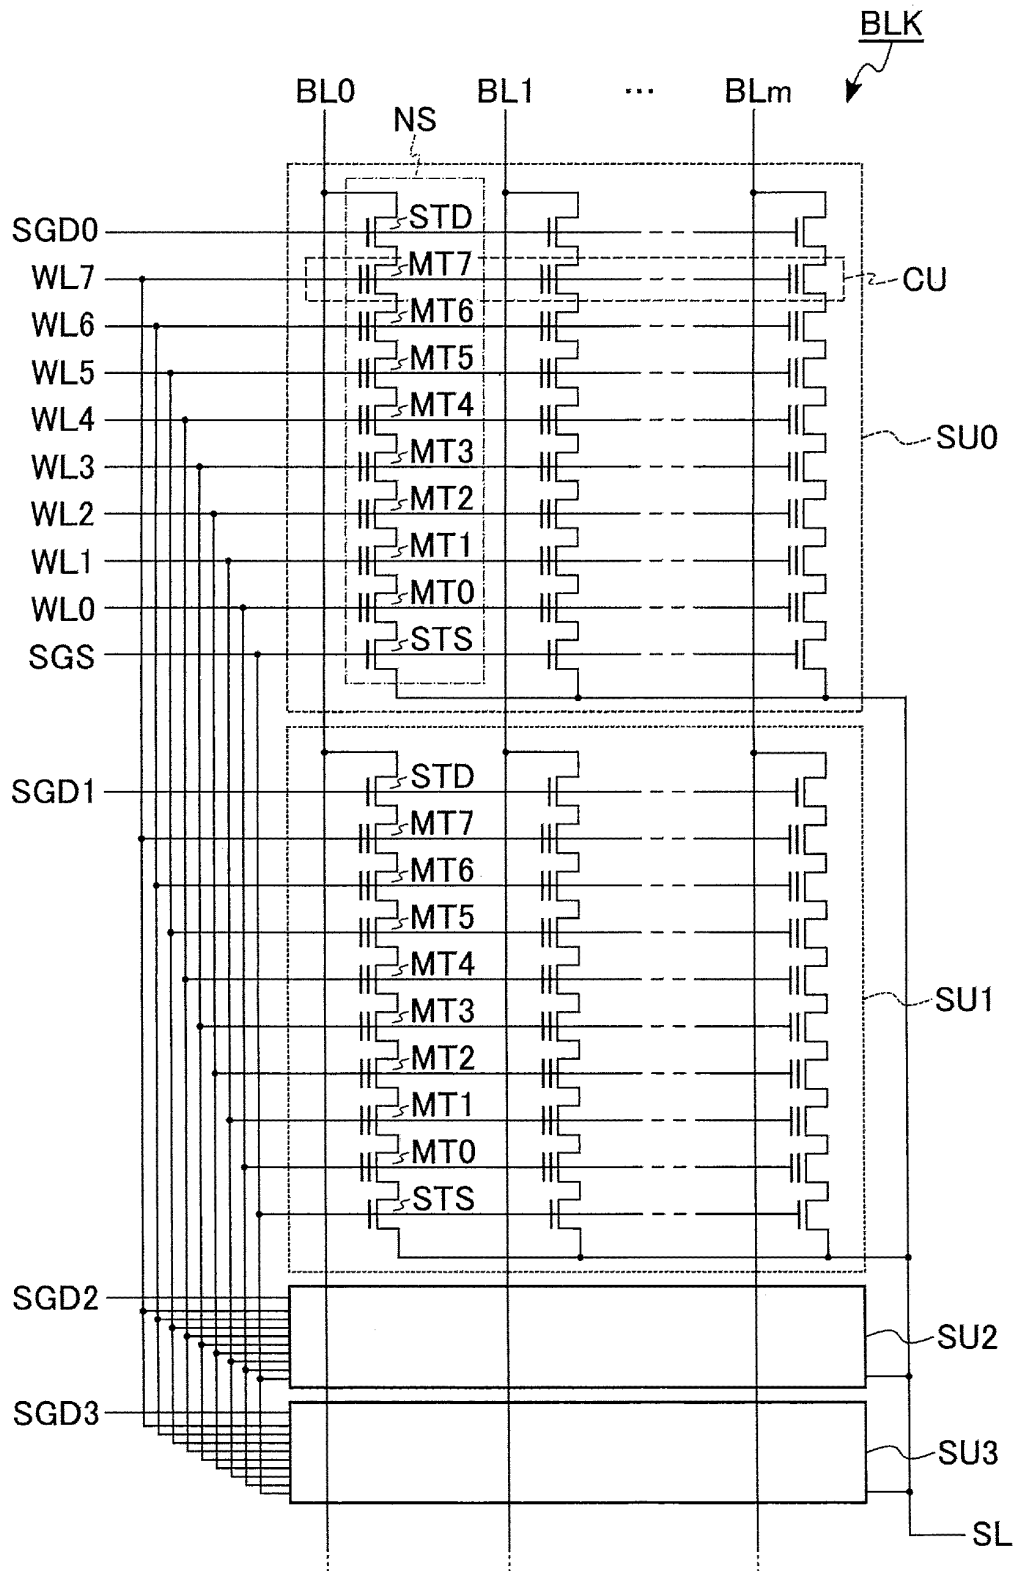 BLK
BL0 BL1 … BLm
NS
SGD0 STD
WL7 MT7 CU
WL6 MT6
WL5 MT5
WL4 MT4 SU0
WL3 MT3
WL2 MT2
WL1 MT1
WL0 MT0
SGS STS
SGD1 STD
MT7
MT6
MT5
MT4
MT3 SU1
MT2
MT1
MT0
STS
SGD2
SU2
SGD3
SU3
SL